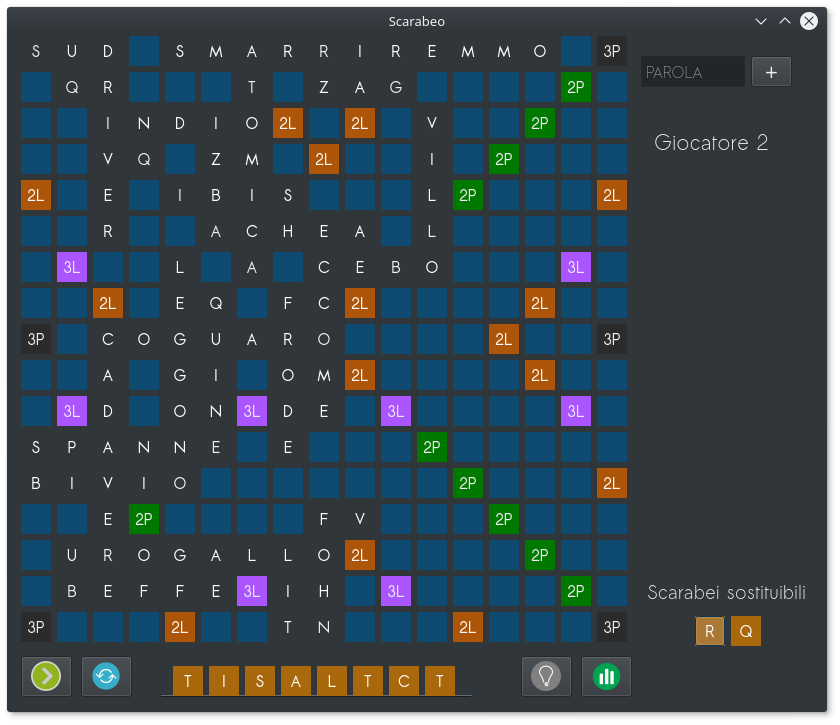 Scarabeo
S U D S M A R R I R E M M O 3P
Q R T Z A G 2P
I N D I O 2L 2L V 2P
V Q Z M 2L I 2P
2L E I B I S L 2P 2L
R A C H E A L
3L L A C E B O 3L
2L E Q F C 2L 2L
3P C O G U A R O 2L 3P
A G I O M 2L 2L
3L D O N 3L D E 3L 3L
S P A N N E E 2P
B I V I O 2P 2L
E 2P F V 2P
U R O G A L L O 2L 2P
B E F F E 3L I H 3L 2P
3P 2L T N 2L 3P
T I S A L T C T
PAROLA +
Giocatore 2
Scarabei sostituibili
R Q